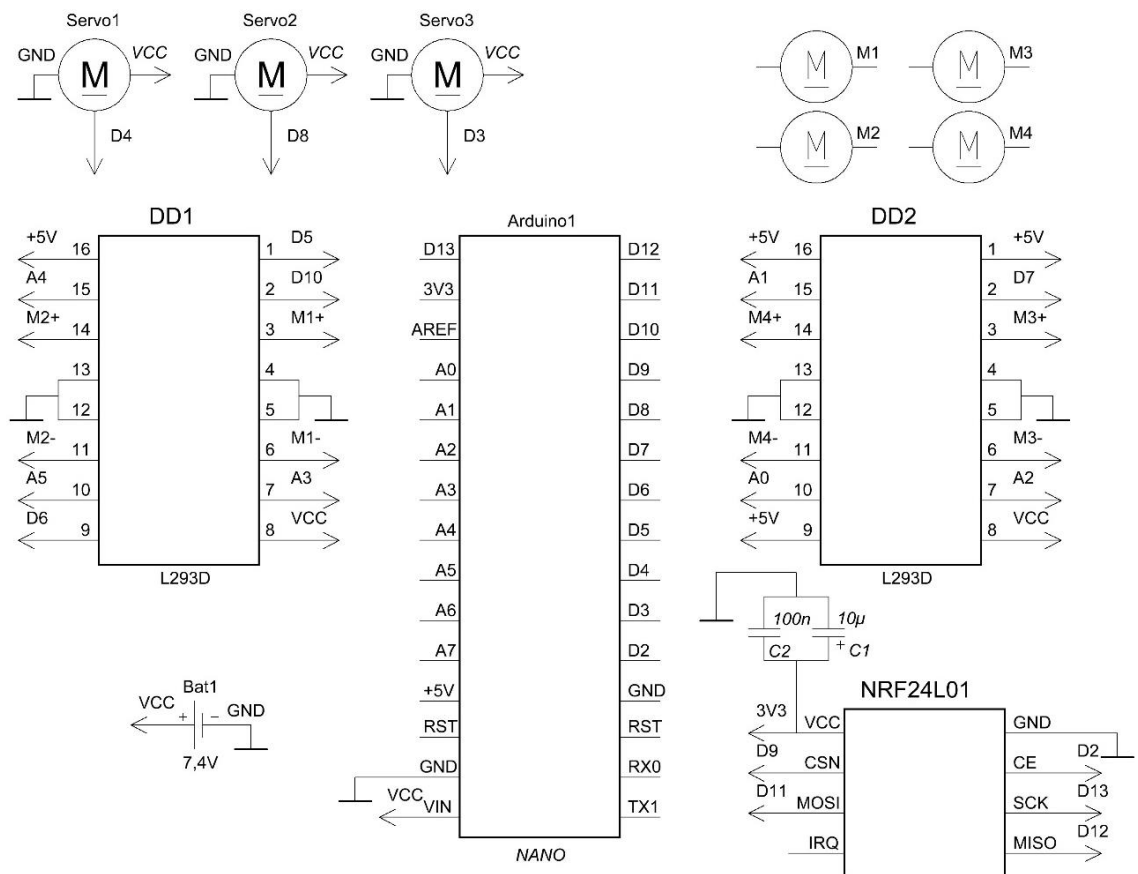 Servo1 Servo2 Servo3
GND VCC GND VCC GND VCC
M M M
D4 D8 D3
M M1 M M3
M M2 M M4
DD1
+5V 16 1 D5
A4 15 2 D10
M2+ 14 3 M1+
13 4
12 5
M2- 11 6 M1-
A5 10 7 A3
D6 9 8 VCC
L293D
Arduino1
D13 D12
3V3 D11
AREF D10
A0 D9
A1 D8
A2 D7
A3 D6
A4 D5
A5 D4
A6 D3
A7 D2
+5V GND
RST RST
GND RX0
VCC VIN TX1
NANO
DD2
+5V 16 1 +5V
A1 15 2 D7
M4+ 14 3 M3+
13 4
12 5
M4- 11 6 M3-
A0 10 7 A2
+5V 9 8 VCC
L293D
Bat1
VCC + − GND
7,4V
100n 10µ
C2 + C1
NRF24L01
3V3 VCC GND
D9 CSN CE D2
D11 MOSI SCK D13
IRQ MISO D12